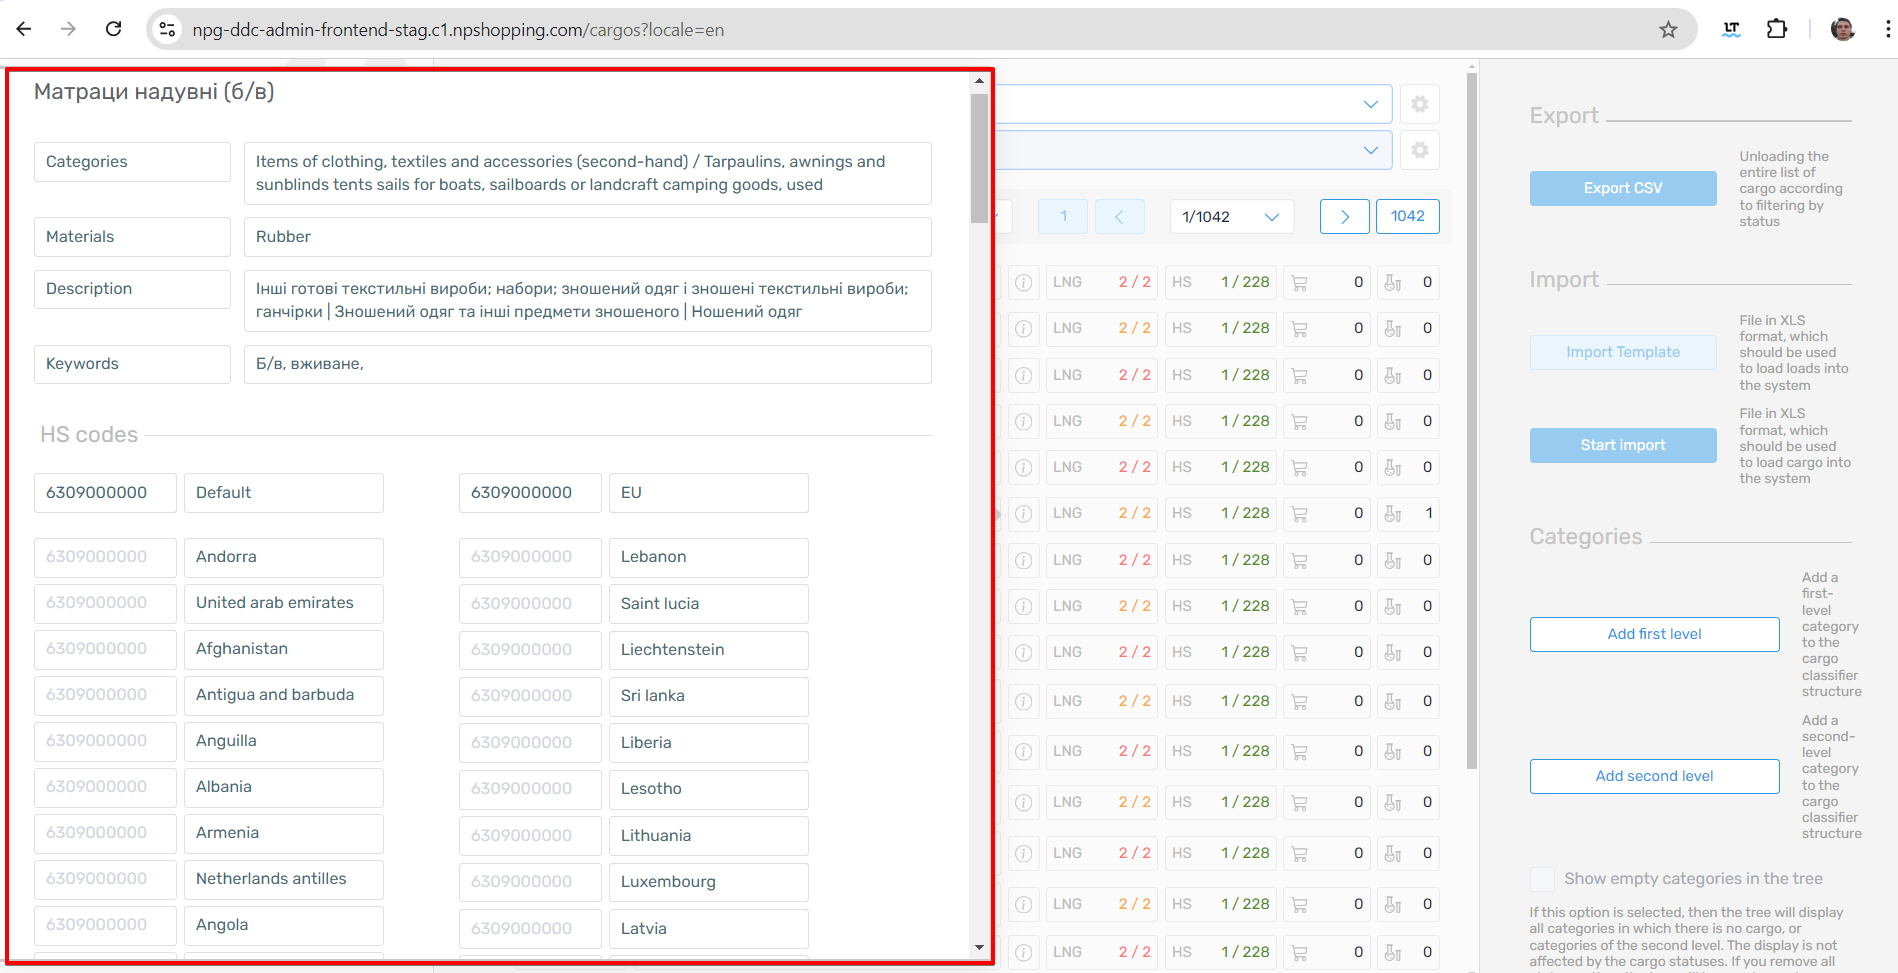 npg-ddc-admin-frontend-stag.c1.npshopping.com/cargos?locale=en
LT
Матраци надувні (б/в)
Categories
Items of clothing, textiles and accessories (second-hand) / Tarpaulins, awnings and
sunblinds tents sails for boats, sailboards or landcraft camping goods, used
Materials
Rubber
Description
Інші готові текстильні вироби; набори; зношений одяг і зношені текстильні вироби;
ганчірки | Зношений одяг та інші предмети зношеного | Ношений одяг
Keywords
Б/в, вживане,
HS codes
6309000000 Default 6309000000 EU
6309000000 Andorra 6309000000 Lebanon
6309000000 United arab emirates 6309000000 Saint lucia
6309000000 Afghanistan 6309000000 Liechtenstein
6309000000 Antigua and barbuda 6309000000 Sri lanka
6309000000 Anguilla 6309000000 Liberia
6309000000 Albania 6309000000 Lesotho
6309000000 Armenia 6309000000 Lithuania
6309000000 Netherlands antilles 6309000000 Luxembourg
6309000000 Angola 6309000000 Latvia
1 1/1042 1042
LNG 2 / 2 HS 1 / 228 0 0
LNG 2 / 2 HS 1 / 228 0 0
LNG 2 / 2 HS 1 / 228 0 0
LNG 2 / 2 HS 1 / 228 0 0
LNG 2 / 2 HS 1 / 228 0 0
LNG 2 / 2 HS 1 / 228 0 1
LNG 2 / 2 HS 1 / 228 0 0
LNG 2 / 2 HS 1 / 228 0 0
LNG 2 / 2 HS 1 / 228 0 0
LNG 2 / 2 HS 1 / 228 0 0
LNG 2 / 2 HS 1 / 228 0 0
LNG 2 / 2 HS 1 / 228 0 0
LNG 2 / 2 HS 1 / 228 0 0
LNG 2 / 2 HS 1 / 228 0 0
LNG 2 / 2 HS 1 / 228 0 0
Export
Export CSV
Unloading the
entire list of
cargo according
to filtering by
status
Import
Import Template
File in XLS
format, which
should be used
to load loads into
the system
Start import
File in XLS
format, which
should be used
to load cargo into
the system
Categories
Add first level
Add a
first-
level
category
to the
cargo
classifier
structure
Add second level
Add a
second-
level
category
to the
cargo
classifier
structure
Show empty categories in the tree
If this option is selected, then the tree will display
all categories in which there is no cargo, or
categories of the second level. The display is not
affected by the cargo statuses. If you remove all